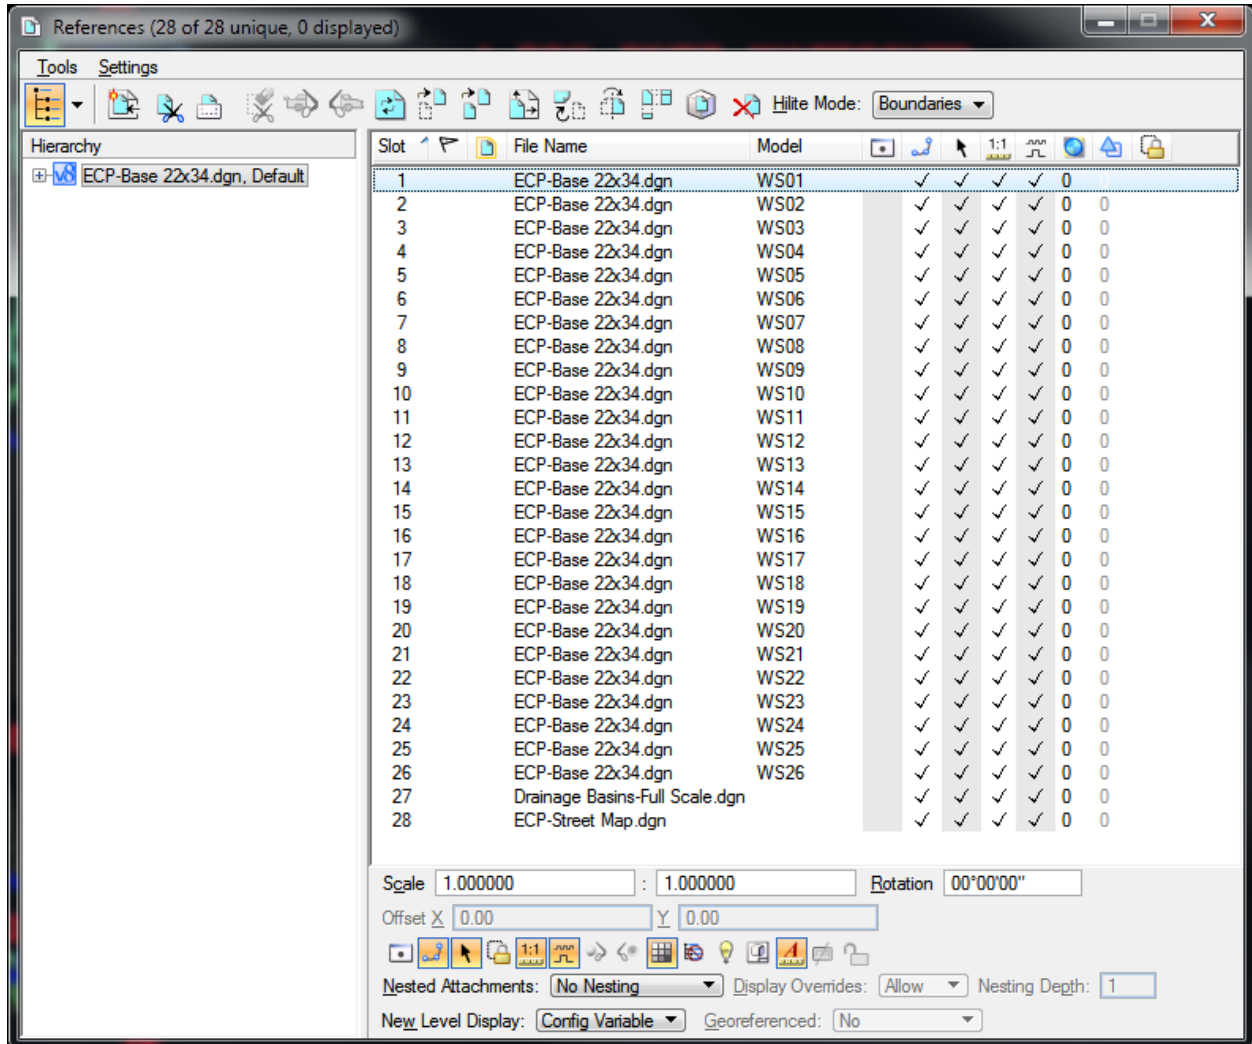 References (28 of 28 unique, 0 displayed)
Tools Settings
Hilite Mode: Boundaries
Hierarchy
v8 ECP-Base 22x34.dgn, Default
Slot File Name Model 1:1
1 ECP-Base 22x34.dgn WS01 0 0
2 ECP-Base 22x34.dgn WS02 0 0
3 ECP-Base 22x34.dgn WS03 0 0
4 ECP-Base 22x34.dgn WS04 0 0
5 ECP-Base 22x34.dgn WS05 0 0
6 ECP-Base 22x34.dgn WS06 0 0
7 ECP-Base 22x34.dgn WS07 0 0
8 ECP-Base 22x34.dgn WS08 0 0
9 ECP-Base 22x34.dgn WS09 0 0
10 ECP-Base 22x34.dgn WS10 0 0
11 ECP-Base 22x34.dgn WS11 0 0
12 ECP-Base 22x34.dgn WS12 0 0
13 ECP-Base 22x34.dgn WS13 0 0
14 ECP-Base 22x34.dgn WS14 0 0
15 ECP-Base 22x34.dgn WS15 0 0
16 ECP-Base 22x34.dgn WS16 0 0
17 ECP-Base 22x34.dgn WS17 0 0
18 ECP-Base 22x34.dgn WS18 0 0
19 ECP-Base 22x34.dgn WS19 0 0
20 ECP-Base 22x34.dgn WS20 0 0
21 ECP-Base 22x34.dgn WS21 0 0
22 ECP-Base 22x34.dgn WS22 0 0
23 ECP-Base 22x34.dgn WS23 0 0
24 ECP-Base 22x34.dgn WS24 0 0
25 ECP-Base 22x34.dgn WS25 0 0
26 ECP-Base 22x34.dgn WS26 0 0
27 Drainage Basins-Full Scale.dgn 0 0
28 ECP-Street Map.dgn 0 0
Scale 1.000000 : 1.000000 Rotation 00°00'00"
Offset X 0.00 Y 0.00
1:1 A
Nested Attachments: No Nesting Display Overrides: Allow Nesting Depth: 1
New Level Display: Config Variable Georeferenced: No